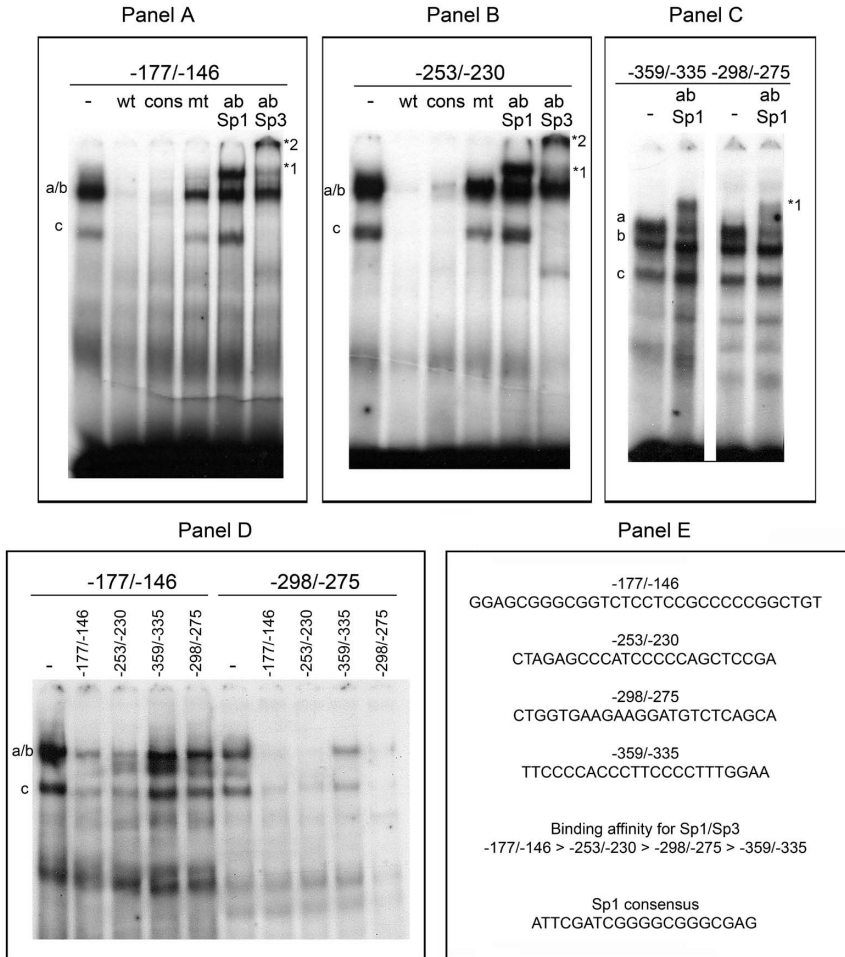 Panel A
-177/-146
- wt cons mt ab Sp1 ab Sp3
*2
*1
a/b
c
Panel B
-253/-230
- wt cons mt ab Sp1 ab Sp3
*2
*1
a/b
c
Panel C
-359/-335 -298/-275
- ab Sp1 - ab Sp1
*1
a
b
c
Panel D
-177/-146 -298/-275
- -177/-146 -253/-230 -359/-335 -298/-275 - -177/-146 -253/-230 -359/-335 -298/-275
a/b
c
Panel E
-177/-146
GGAGCGGGCGGTCTCCTCCGCCCCCGGCTGT
-253/-230
CTAGAGCCCATCCCCCAGCTCCGA
-298/-275
CTGGTGAAGAAGGATGTCTCAGCA
-359/-335
TTCCCCACCCTTCCCCTTTGGAA
Binding affinity for Sp1/Sp3
-177/-146 > -253/-230 > -298/-275 > -359/-335
Sp1 consensus
ATTCGATCGGGGCGGGCGAG